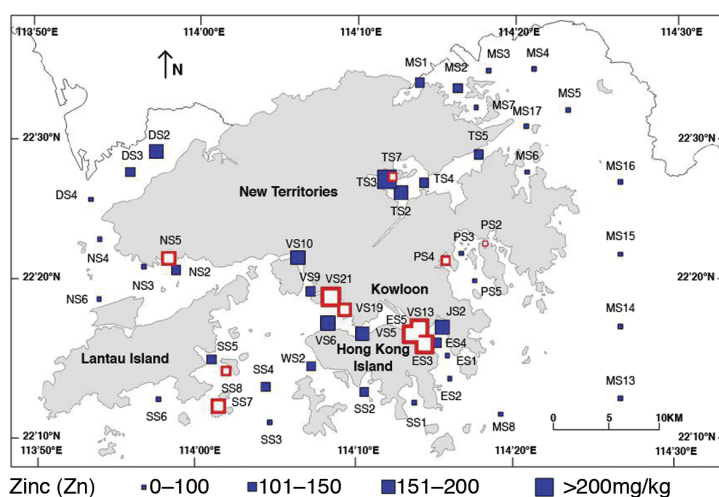 113'50"E 114'00"E 114'10"E 114'20"E 114'30"E
N
MS1 MS2 MS3 MS4
MS5
MS7 MS17
22'30"N 22'30"N
DS2
DS3
TS5
TS7
MS6
MS16
TS3 TS4
DS4
New Territories
TS2
PS2
PS3
NS5
NS4
VS10
PS4
MS15
NS3 NS2
22'20"N 22'20"N
VS9 VS21
Kowloon
PS5
NS6
VS19 VS13
ES5 JS2
MS14
VS6 VS5
Hong Kong
Island
ES4
ES3 ES1
Lantau Island
SS5
SS4 WS2
SS8
SS7
ES2
SS6
SS2
SS1
MS13
SS3
MS8
0 5 10KM
22'10"N 22'10"N
113'50"E 114'00"E 114'10"E 114'20"E 114'30"E
Zinc (Zn) 0–100 101–150 151–200 >200mg/kg